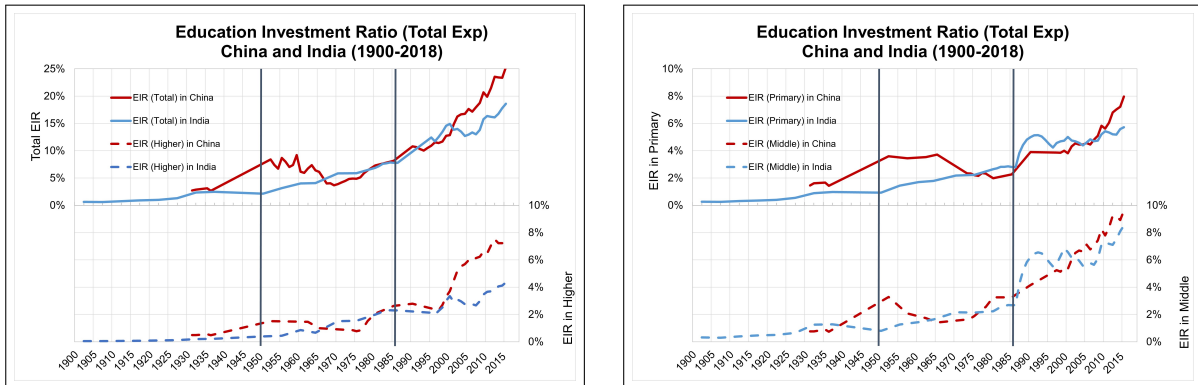 Education Investment Ratio (Total Exp)
China and India (1900-2018)
25%
20%
15%
10%
5%
0%
Total EIR
EIR (Total) in China
EIR (Total) in India
EIR (Higher) in China
EIR (Higher) in India
10%
8%
6%
4%
2%
0%
EIR in Higher
1900 1905 1910 1915 1920 1925 1930 1935 1940 1945 1950 1955 1960 1965 1970 1975 1980 1985 1990 1995 2000 2005 2010 2015
Education Investment Ratio (Total Exp)
China and India (1900-2018)
10%
8%
6%
4%
2%
0%
EIR in Primary
EIR (Primary) in China
EIR (Primary) in India
EIR (Middle) in China
EIR (Middle) in India
10%
8%
6%
4%
2%
0%
EIR in Middle
1900 1905 1910 1915 1920 1925 1930 1935 1940 1945 1950 1955 1960 1965 1970 1975 1980 1985 1990 1995 2000 2005 2010 2015